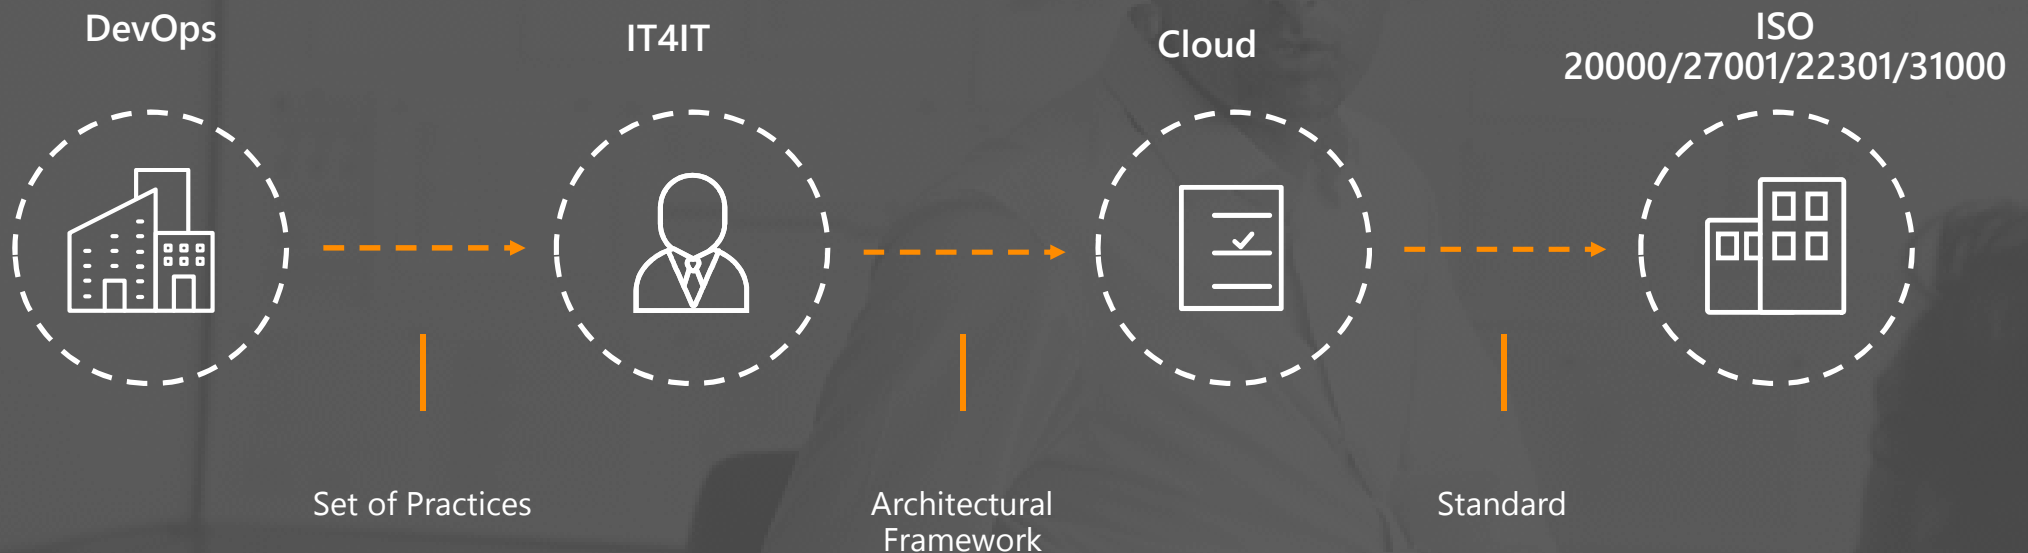 DevOps
IT4IT
Cloud
ISO
20000/27001/22301/31000
Set of Practices
Architectural
Framework
Standard